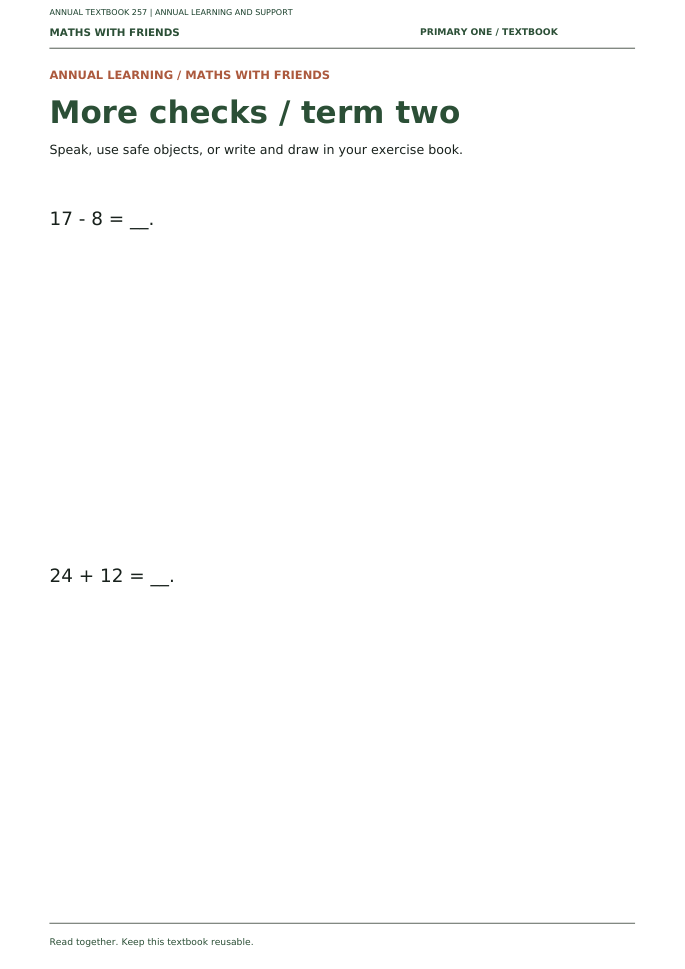 ANNUAL TEXTBOOK 257 | ANNUAL LEARNING AND SUPPORT
MATHS WITH FRIENDS
PRIMARY ONE / TEXTBOOK
ANNUAL LEARNING / MATHS WITH FRIENDS
More checks / term two
Speak, use safe objects, or write and draw in your exercise book.
17 - 8 = __.
24 + 12 = __.
Read together. Keep this textbook reusable.